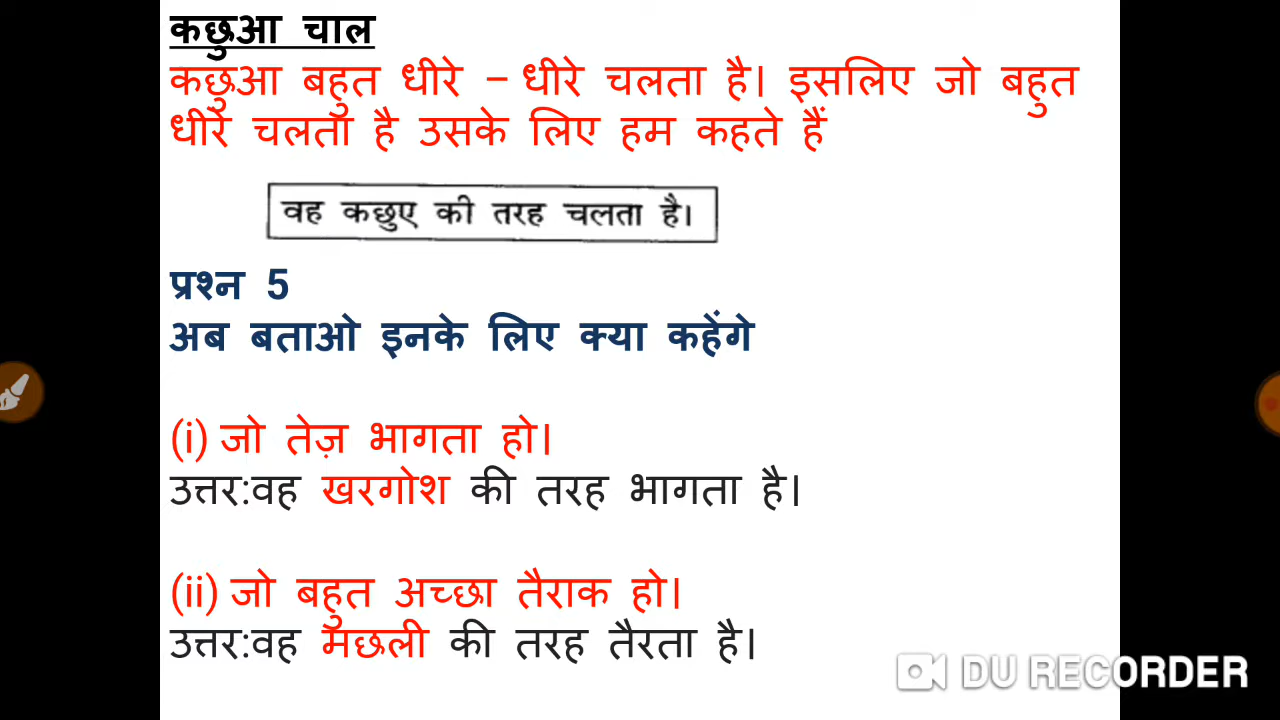 कछुआ चाल
कछुआ बहुत धीरे – धीरे चलता है। इसलिए जो बहुत
धीरे चलता है उसके लिए हम कहते हैं
वह कछुए की तरह चलता है।
प्रश्न 5
अब बताओ इनके लिए क्या कहेंगे
(i) जो तेज़ भागता हो।
उत्तर:वह खरगोश की तरह भागता है।
(ii) जो बहुत अच्छा तैराक हो।
उत्तर:वह मछली की तरह तैरता है।
DU RECORDER